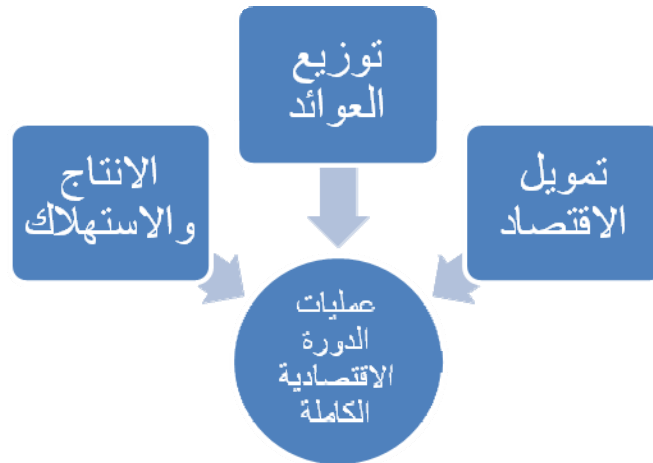 توزيع
العوائد
تمويل
الاقتصاد
الانتاج
والاستهلاك
عمليات
الدورة
الاقتصادية
الكاملة